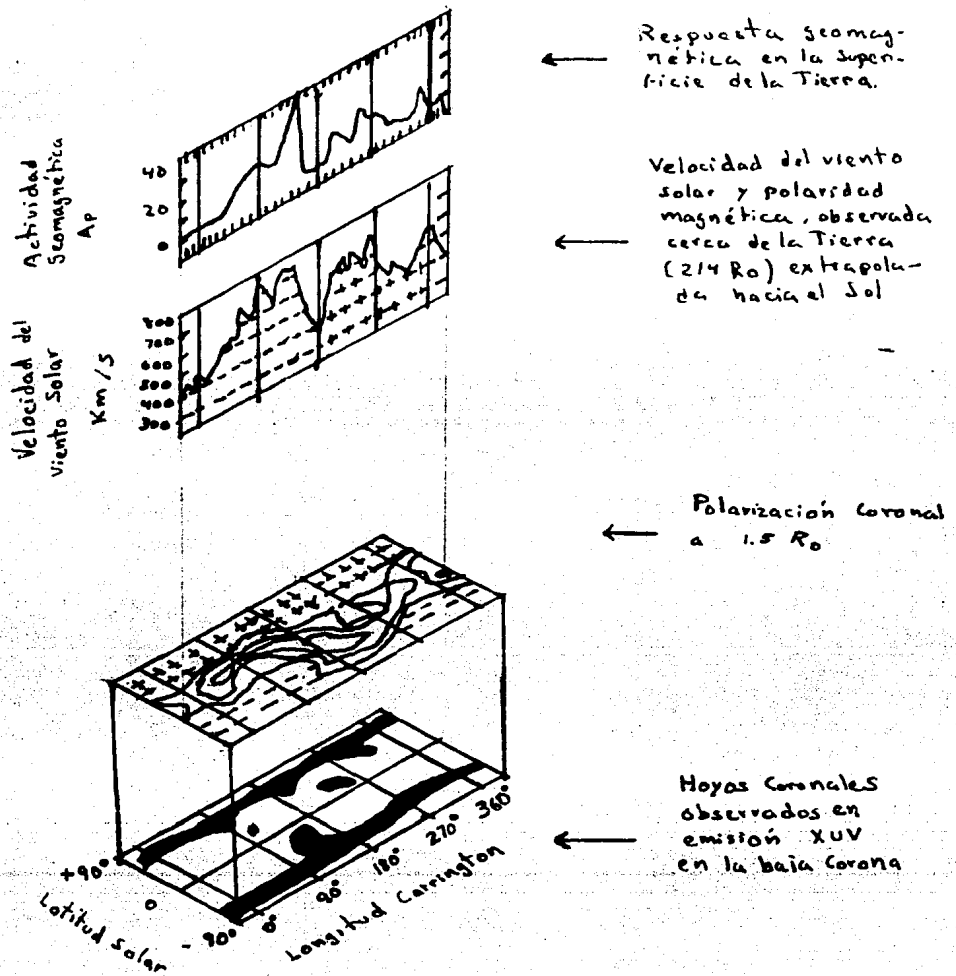 Respuesta geomag-
nética en la super-
ficie de la Tierra.
Actividad
Geomagnética
Ap
40
20
0
Velocidad del viento
solar y polaridad
magnética, observada
cerca de la Tierra
(214 Ro) extrapola-
da hacia el Sol
Velocidad del
Viento Solar
Km/s
800
700
600
500
400
300
Polarización Coronal
a 1.5 Ro
Hoyos Coronales
observados en
emisión XUV
en la baja Corona
+90°
0
-90°
Latitud Solar
0°
90°
180°
270°
360°
Longitud Carrington